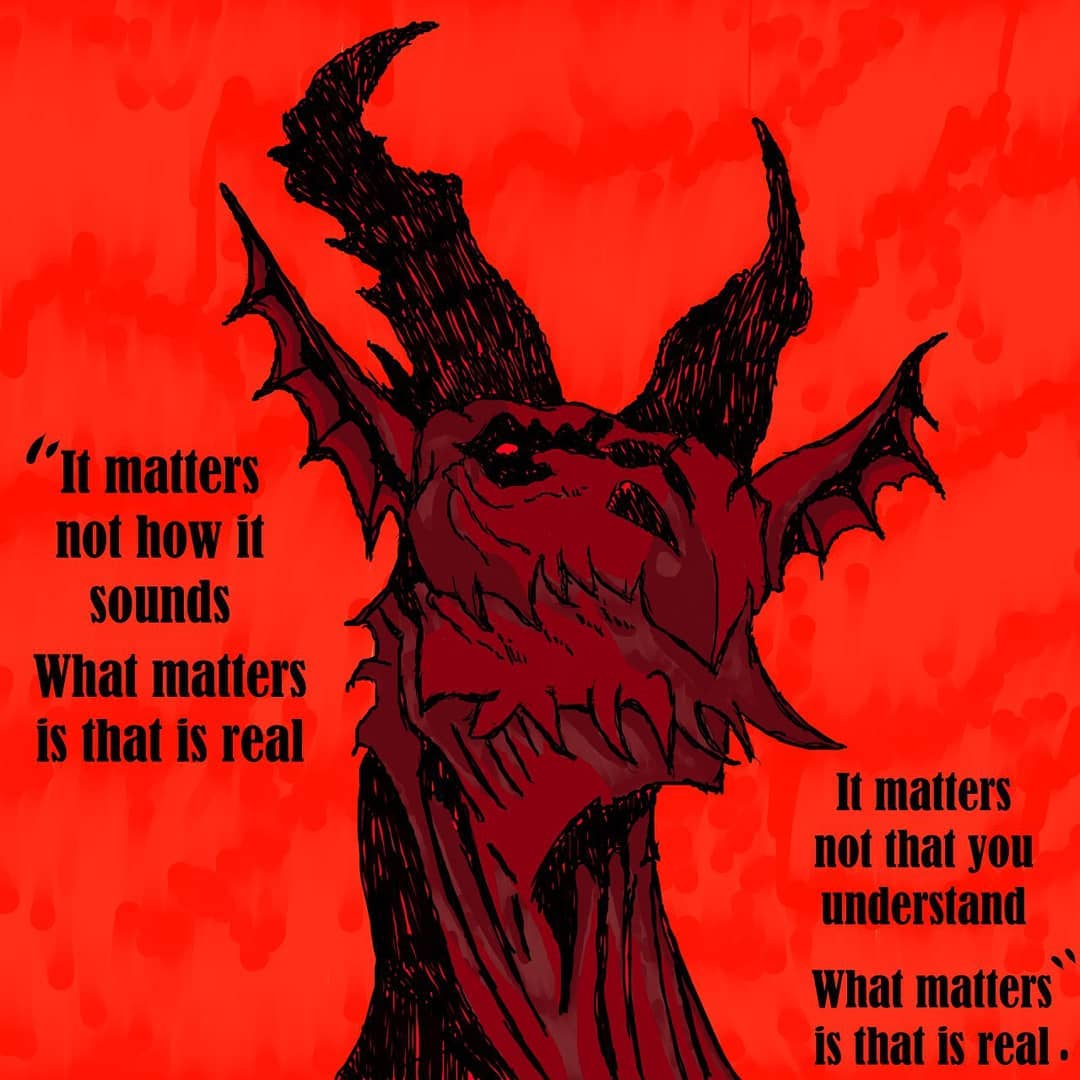 “It matters
not how it
sounds
What matters
is that is real
It matters
not that you
understand
What matters”
is that is real.